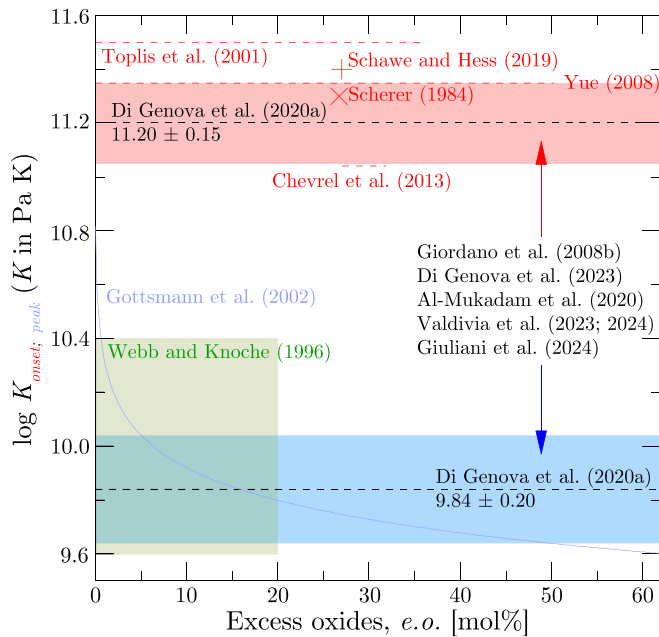 11.6
11.2
10.8
10.4
10.0
9.6
log K onset; peak (K in Pa K)
Toplis et al. (2001)
Schawe and Hess (2019)
Yue (2008)
Scherer (1984)
Di Genova et al. (2020a)
11.20 ± 0.15
Chevrel et al. (2013)
Giordano et al. (2008b)
Di Genova et al. (2023)
Al-Mukadam et al. (2020)
Valdivia et al. (2023; 2024)
Giuliani et al. (2024)
Gottsmann et al. (2002)
Webb and Knoche (1996)
Di Genova et al. (2020a)
9.84 ± 0.20
0 10 20 30 40 50 60
Excess oxides, e.o. [mol%]